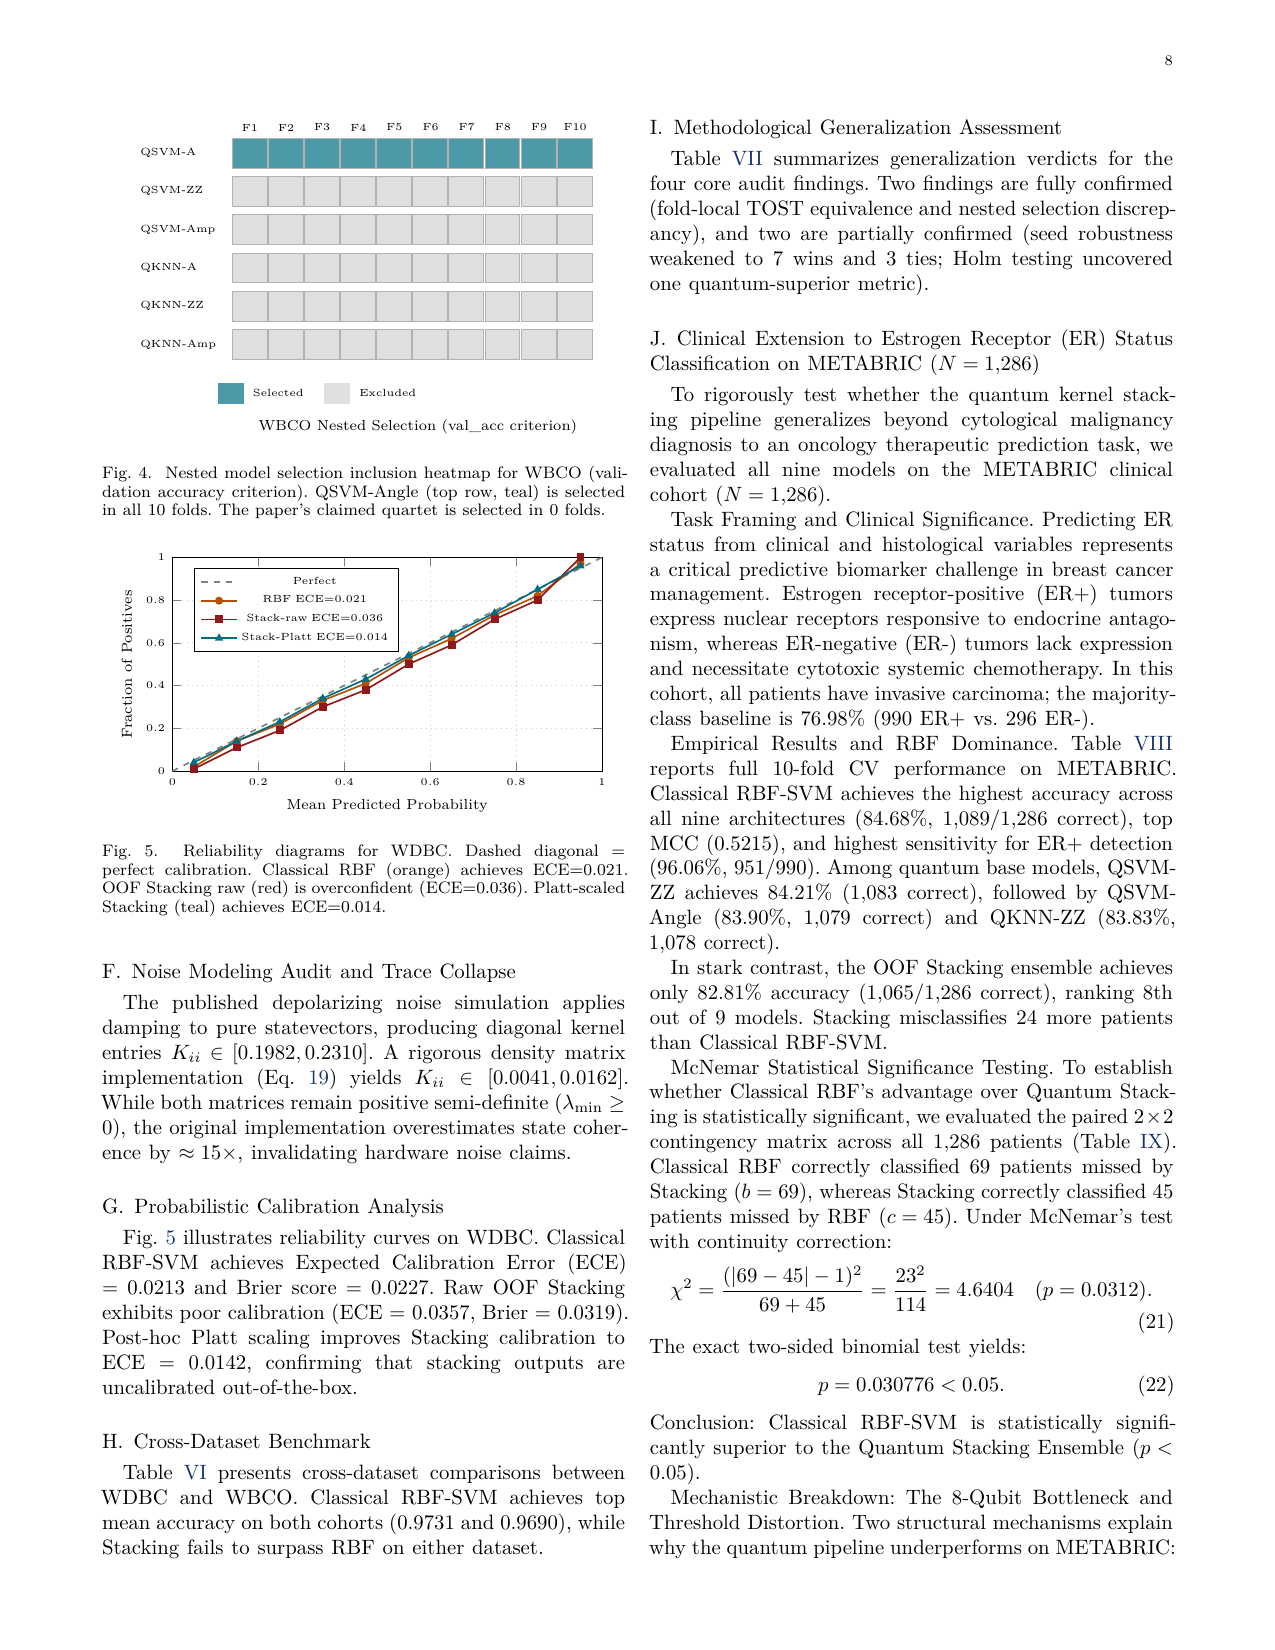 8
F1 F2 F3 F4 F5 F6 F7 F8 F9 F10
QSVM-A
QSVM-ZZ
QSVM-Amp
QKNN-A
QKNN-ZZ
QKNN-Amp
Selected Excluded
WBCO Nested Selection (val_acc criterion)
Fig. 4. Nested model selection inclusion heatmap for WBCO (vali-
dation accuracy criterion). QSVM-Angle (top row, teal) is selected
in all 10 folds. The paper's claimed quartet is selected in 0 folds.
1
0.8
0.6
0.4
0.2
0
Fraction of Positives
Perfect
RBF ECE=0.021
Stack-raw ECE=0.036
Stack-Platt ECE=0.014
0 0.2 0.4 0.6 0.8 1
Mean Predicted Probability
Fig. 5. Reliability diagrams for WDBC. Dashed diagonal =
perfect calibration. Classical RBF (orange) achieves ECE=0.021.
OOF Stacking raw (red) is overconfident (ECE=0.036). Platt-scaled
Stacking (teal) achieves ECE=0.014.
F. Noise Modeling Audit and Trace Collapse
The published depolarizing noise simulation applies
damping to pure statevectors, producing diagonal kernel
entries K_ii ∈ [0.1982, 0.2310]. A rigorous density matrix
implementation (Eq. 19) yields K_ii ∈ [0.0041, 0.0162].
While both matrices remain positive semi-definite (λ_min ≥
0), the original implementation overestimates state coher-
ence by ≈ 15×, invalidating hardware noise claims.
G. Probabilistic Calibration Analysis
Fig. 5 illustrates reliability curves on WDBC. Classical
RBF-SVM achieves Expected Calibration Error (ECE)
= 0.0213 and Brier score = 0.0227. Raw OOF Stacking
exhibits poor calibration (ECE = 0.0357, Brier = 0.0319).
Post-hoc Platt scaling improves Stacking calibration to
ECE = 0.0142, confirming that stacking outputs are
uncalibrated out-of-the-box.
H. Cross-Dataset Benchmark
Table VI presents cross-dataset comparisons between
WDBC and WBCO. Classical RBF-SVM achieves top
mean accuracy on both cohorts (0.9731 and 0.9690), while
Stacking fails to surpass RBF on either dataset.
I. Methodological Generalization Assessment
Table VII summarizes generalization verdicts for the
four core audit findings. Two findings are fully confirmed
(fold-local TOST equivalence and nested selection discrep-
ancy), and two are partially confirmed (seed robustness
weakened to 7 wins and 3 ties; Holm testing uncovered
one quantum-superior metric).
J. Clinical Extension to Estrogen Receptor (ER) Status
Classification on METABRIC (N = 1,286)
To rigorously test whether the quantum kernel stack-
ing pipeline generalizes beyond cytological malignancy
diagnosis to an oncology therapeutic prediction task, we
evaluated all nine models on the METABRIC clinical
cohort (N = 1,286).
Task Framing and Clinical Significance. Predicting ER
status from clinical and histological variables represents
a critical predictive biomarker challenge in breast cancer
management. Estrogen receptor-positive (ER+) tumors
express nuclear receptors responsive to endocrine antago-
nism, whereas ER-negative (ER-) tumors lack expression
and necessitate cytotoxic systemic chemotherapy. In this
cohort, all patients have invasive carcinoma; the majority-
class baseline is 76.98% (990 ER+ vs. 296 ER-).
Empirical Results and RBF Dominance. Table VIII
reports full 10-fold CV performance on METABRIC.
Classical RBF-SVM achieves the highest accuracy across
all nine architectures (84.68%, 1,089/1,286 correct), top
MCC (0.5215), and highest sensitivity for ER+ detection
(96.06%, 951/990). Among quantum base models, QSVM-
ZZ achieves 84.21% (1,083 correct), followed by QSVM-
Angle (83.90%, 1,079 correct) and QKNN-ZZ (83.83%,
1,078 correct).
In stark contrast, the OOF Stacking ensemble achieves
only 82.81% accuracy (1,065/1,286 correct), ranking 8th
out of 9 models. Stacking misclassifies 24 more patients
than Classical RBF-SVM.
McNemar Statistical Significance Testing. To establish
whether Classical RBF's advantage over Quantum Stack-
ing is statistically significant, we evaluated the paired 2×2
contingency matrix across all 1,286 patients (Table IX).
Classical RBF correctly classified 69 patients missed by
Stacking (b = 69), whereas Stacking correctly classified 45
patients missed by RBF (c = 45). Under McNemar's test
with continuity correction:
χ² = (|69 − 45| − 1)² / (69 + 45) = 23² / 114 = 4.6404 (p = 0.0312).
(21)
The exact two-sided binomial test yields:
p = 0.030776 < 0.05. (22)
Conclusion: Classical RBF-SVM is statistically signifi-
cantly superior to the Quantum Stacking Ensemble (p <
0.05).
Mechanistic Breakdown: The 8-Qubit Bottleneck and
Threshold Distortion. Two structural mechanisms explain
why the quantum pipeline underperforms on METABRIC: